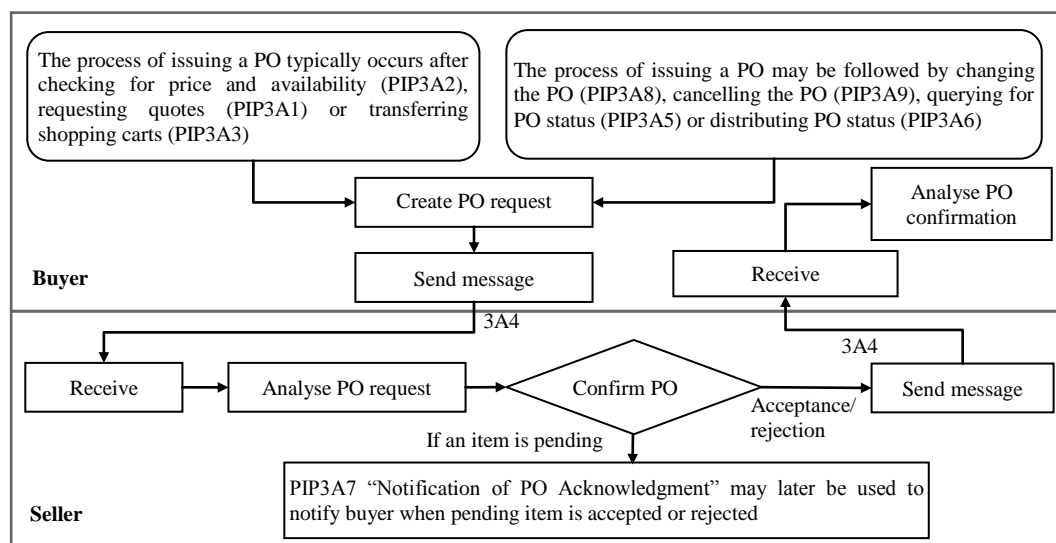 The process of issuing a PO typically occurs after
checking for price and availability (PIP3A2),
requesting quotes (PIP3A1) or transferring
shopping carts (PIP3A3)
The process of issuing a PO may be followed by changing
the PO (PIP3A8), cancelling the PO (PIP3A9), querying for
PO status (PIP3A5) or distributing PO status (PIP3A6)
Create PO request
Analyse PO
confirmation
Buyer
Send message
Receive
3A4
3A4
Receive
Analyse PO request
Confirm PO
Send message
Acceptance/
rejection
If an item is pending
PIP3A7 “Notification of PO Acknowledgment” may later be used to
notify buyer when pending item is accepted or rejected
Seller